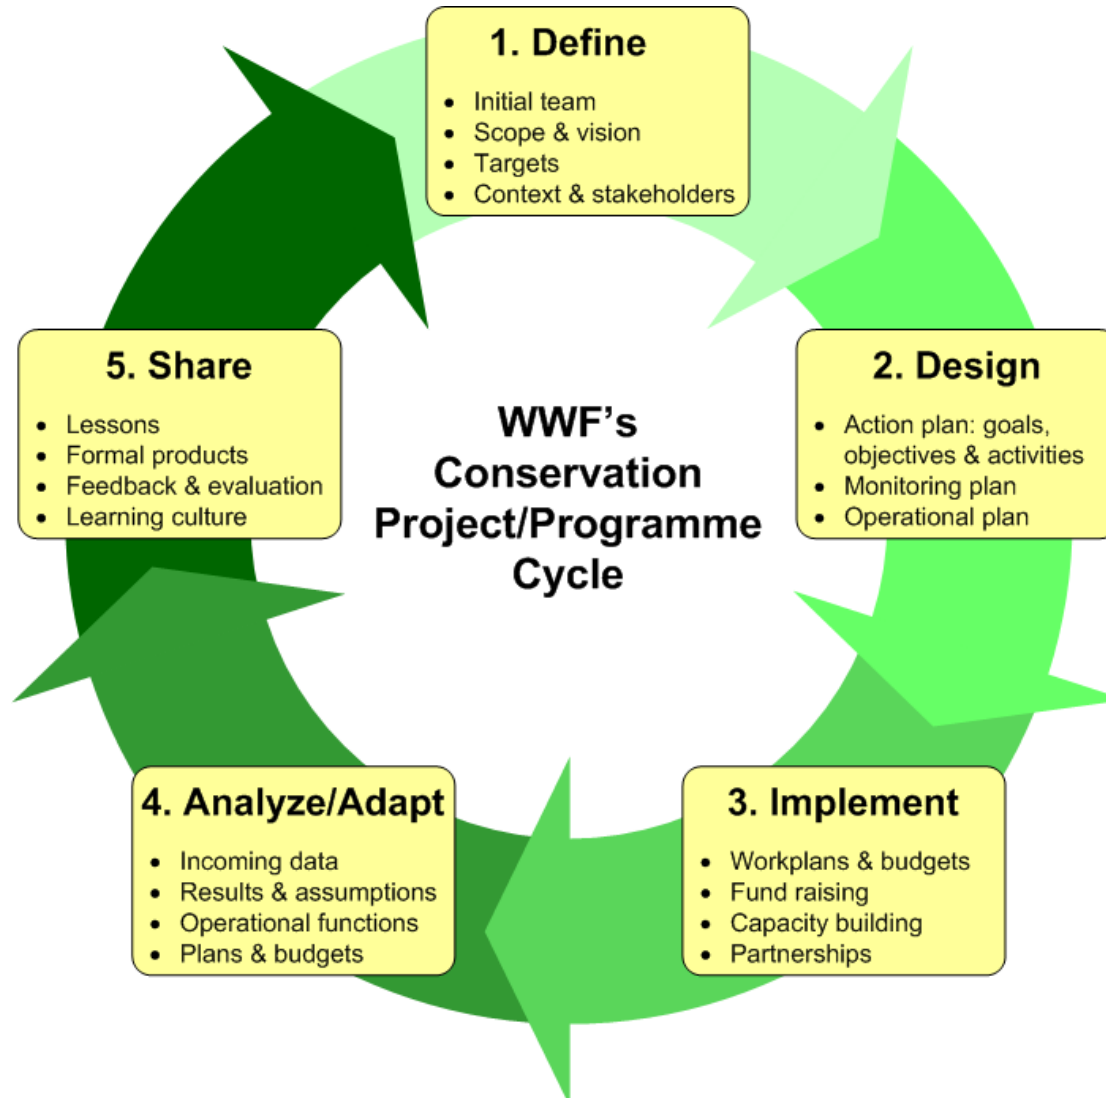 1. Define
• Initial team
• Scope & vision
• Targets
• Context & stakeholders
2. Design
• Action plan: goals,
objectives & activities
• Monitoring plan
• Operational plan
3. Implement
• Workplans & budgets
• Fund raising
• Capacity building
• Partnerships
4. Analyze/Adapt
• Incoming data
• Results & assumptions
• Operational functions
• Plans & budgets
5. Share
• Lessons
• Formal products
• Feedback & evaluation
• Learning culture
WWF’s
Conservation
Project/Programme
Cycle